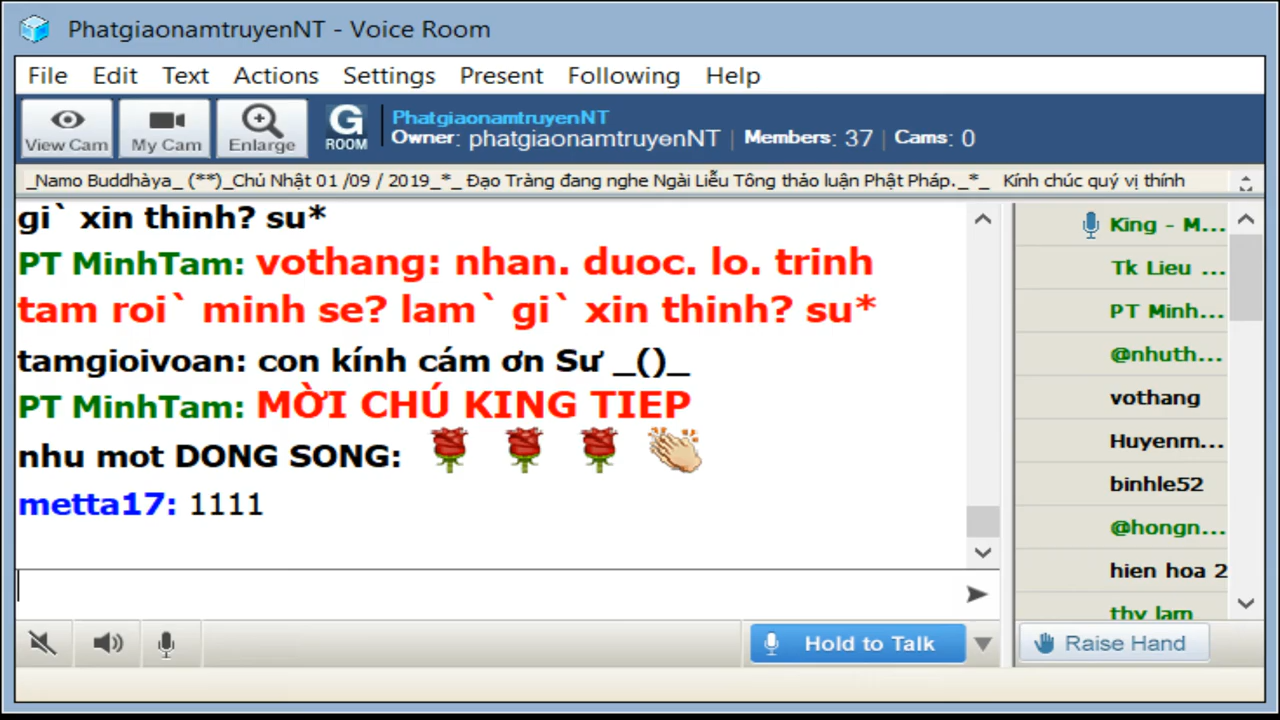 PhatgiaonamtruyenNT - Voice Room
File Edit Text Actions Settings Present Following Help
View Cam My Cam Enlarge G ROOM
PhatgiaonamtruyenNT
Owner: phatgiaonamtruyenNT | Members: 37 | Cams: 0
_Namo Buddhàya_ (**)_Chủ Nhật 01 /09 / 2019_*_ Đạo Tràng đang nghe Ngài Liễu Tông thảo luận Phật Pháp._*_ Kính chúc quý vị thính
gi` xin thinh? su*
PT MinhTam: vothang: nhan. duoc. lo. trinh
tam roi` minh se? lam` gi` xin thinh? su*
tamgioivoan: con kính cám ơn Sư _()_
PT MinhTam: MỜI CHÚ KING TIEP
nhu mot DONG SONG:
metta17: 1111
King - M...
Tk Lieu ...
PT Minh...
@nhuth...
vothang
Huyenm...
binhle52
@hongn...
hien hoa 2
thy lam
Hold to Talk
Raise Hand